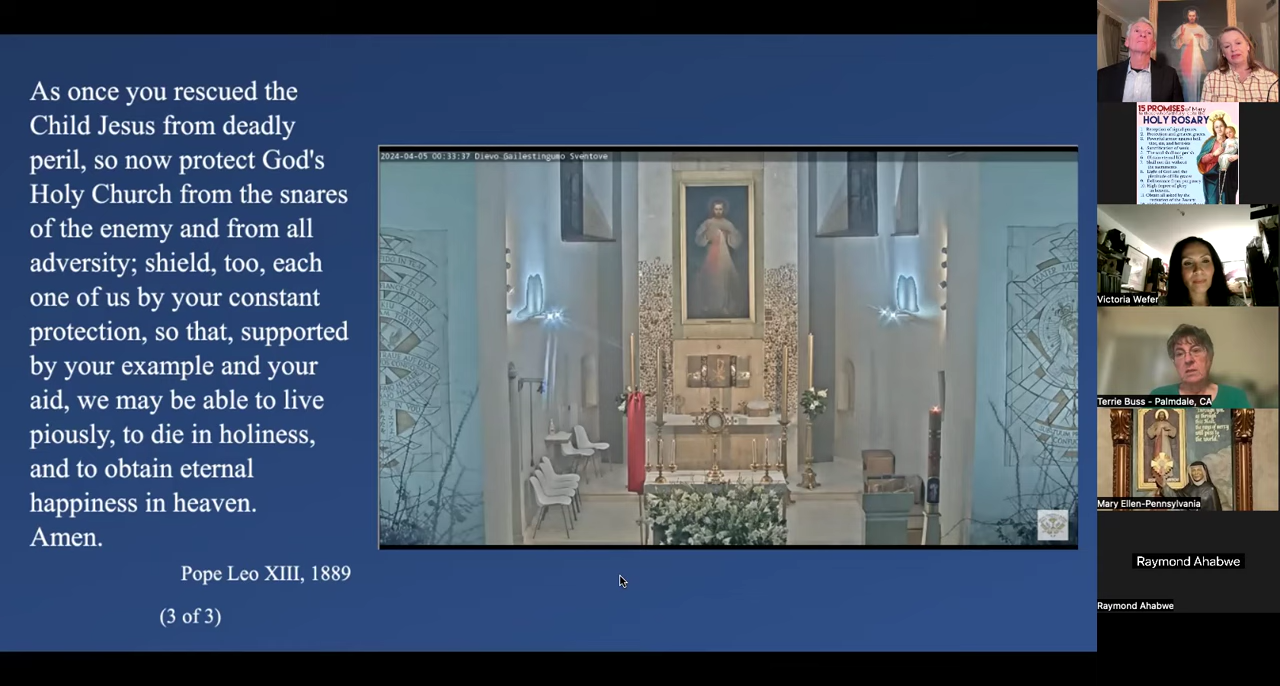 As once you rescued the
Child Jesus from deadly
peril, so now protect God's
Holy Church from the snares
of the enemy and from all
adversity; shield, too, each
one of us by your constant
protection, so that, supported
by your example and your
aid, we may be able to live
piously, to die in holiness,
and to obtain eternal
happiness in heaven.
Amen.
Pope Leo XIII, 1889
(3 of 3)
2024-04-05 00:33:37 Dievo Gailestingumo Sventove
15 PROMISES of Mary
HOLY ROSARY
Victoria Wefer
Terrie Buss - Palmdale, CA
Mary Ellen-Pennsylvania
Raymond Ahabwe
Raymond Ahabwe